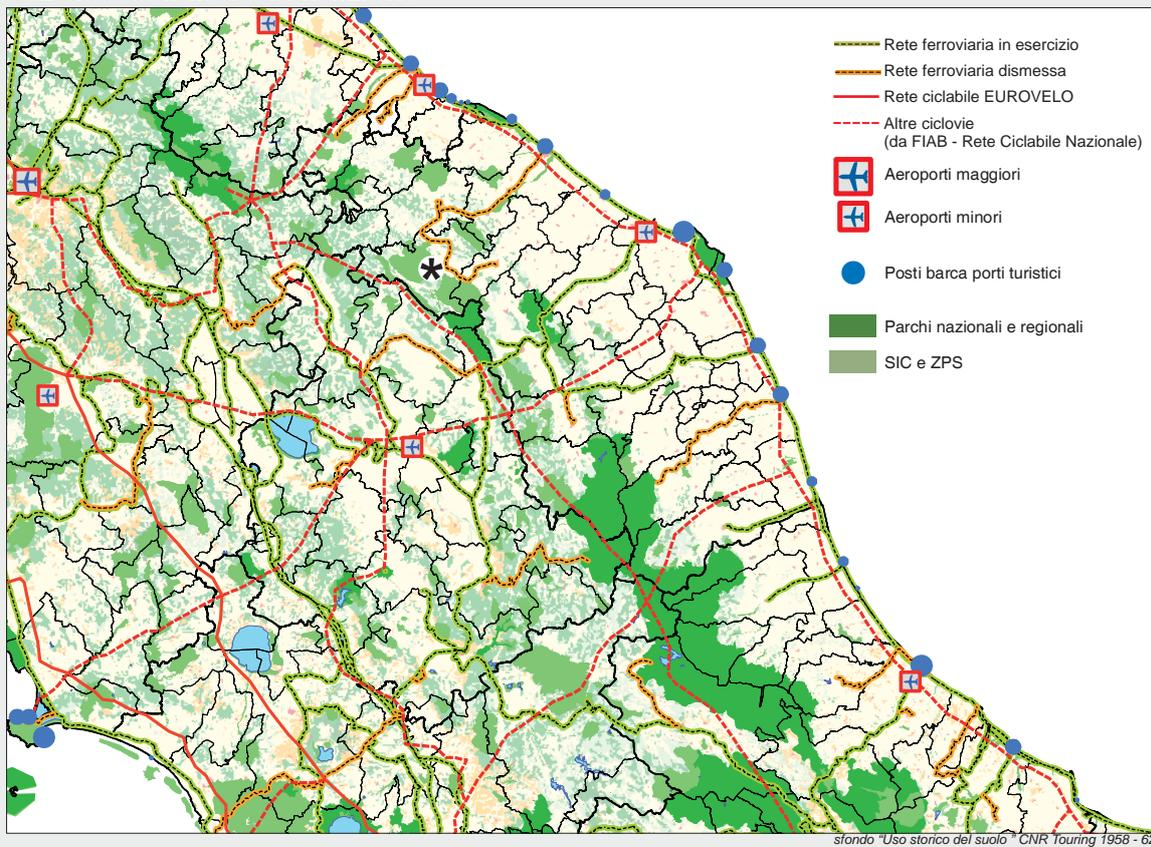 Rete ferroviaria in esercizio
Rete ferroviaria dismessa
Rete ciclabile EUROVELO
Altre ciclovie
(da FIAB - Rete Ciclabile Nazionale)
Aeroporti maggiori
Aeroporti minori
Posti barca porti turistici
Parchi nazionali e regionali
SIC e ZPS
*
sfondo "Uso storico del suolo " CNR Touring 1958 - 62